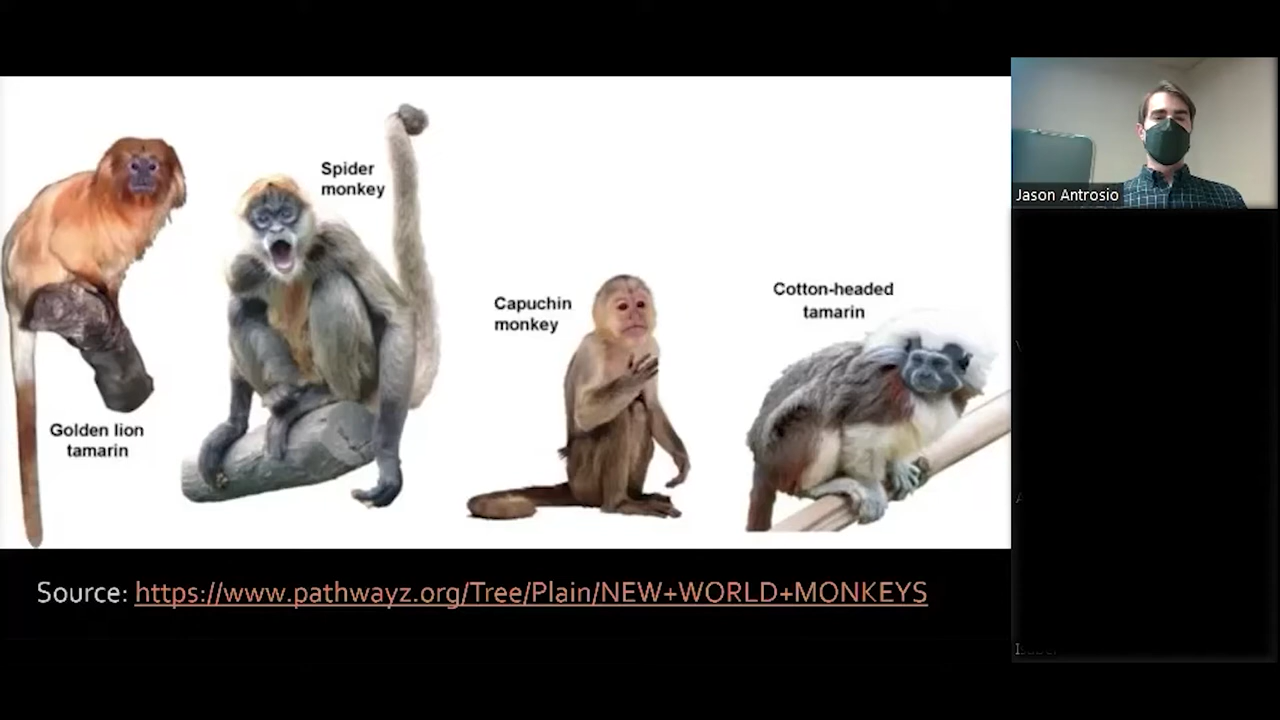 Spider
monkey
Golden lion
tamarin
Capuchin
monkey
Cotton-headed
tamarin
Source: https://www.pathwayz.org/Tree/Plain/NEW+WORLD+MONKEYS
Jason Antrosio